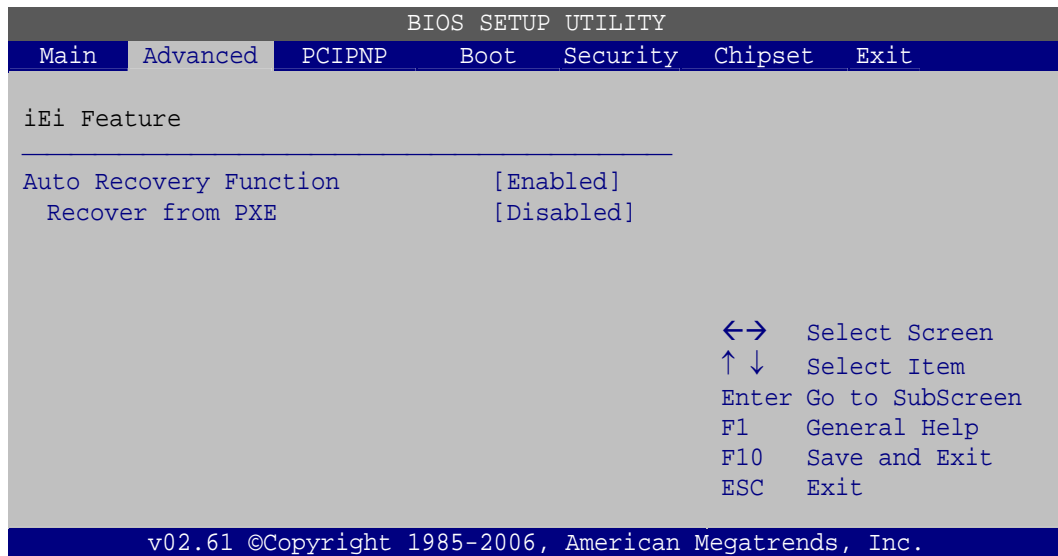 BIOS SETUP UTILITY
Main Advanced PCIPNP Boot Security Chipset Exit
iEi Feature
Auto Recovery Function [Enabled]
Recover from PXE [Disabled]
←→ Select Screen
↑ ↓ Select Item
Enter Go to SubScreen
F1 General Help
F10 Save and Exit
ESC Exit
v02.61 ©Copyright 1985-2006, American Megatrends, Inc.